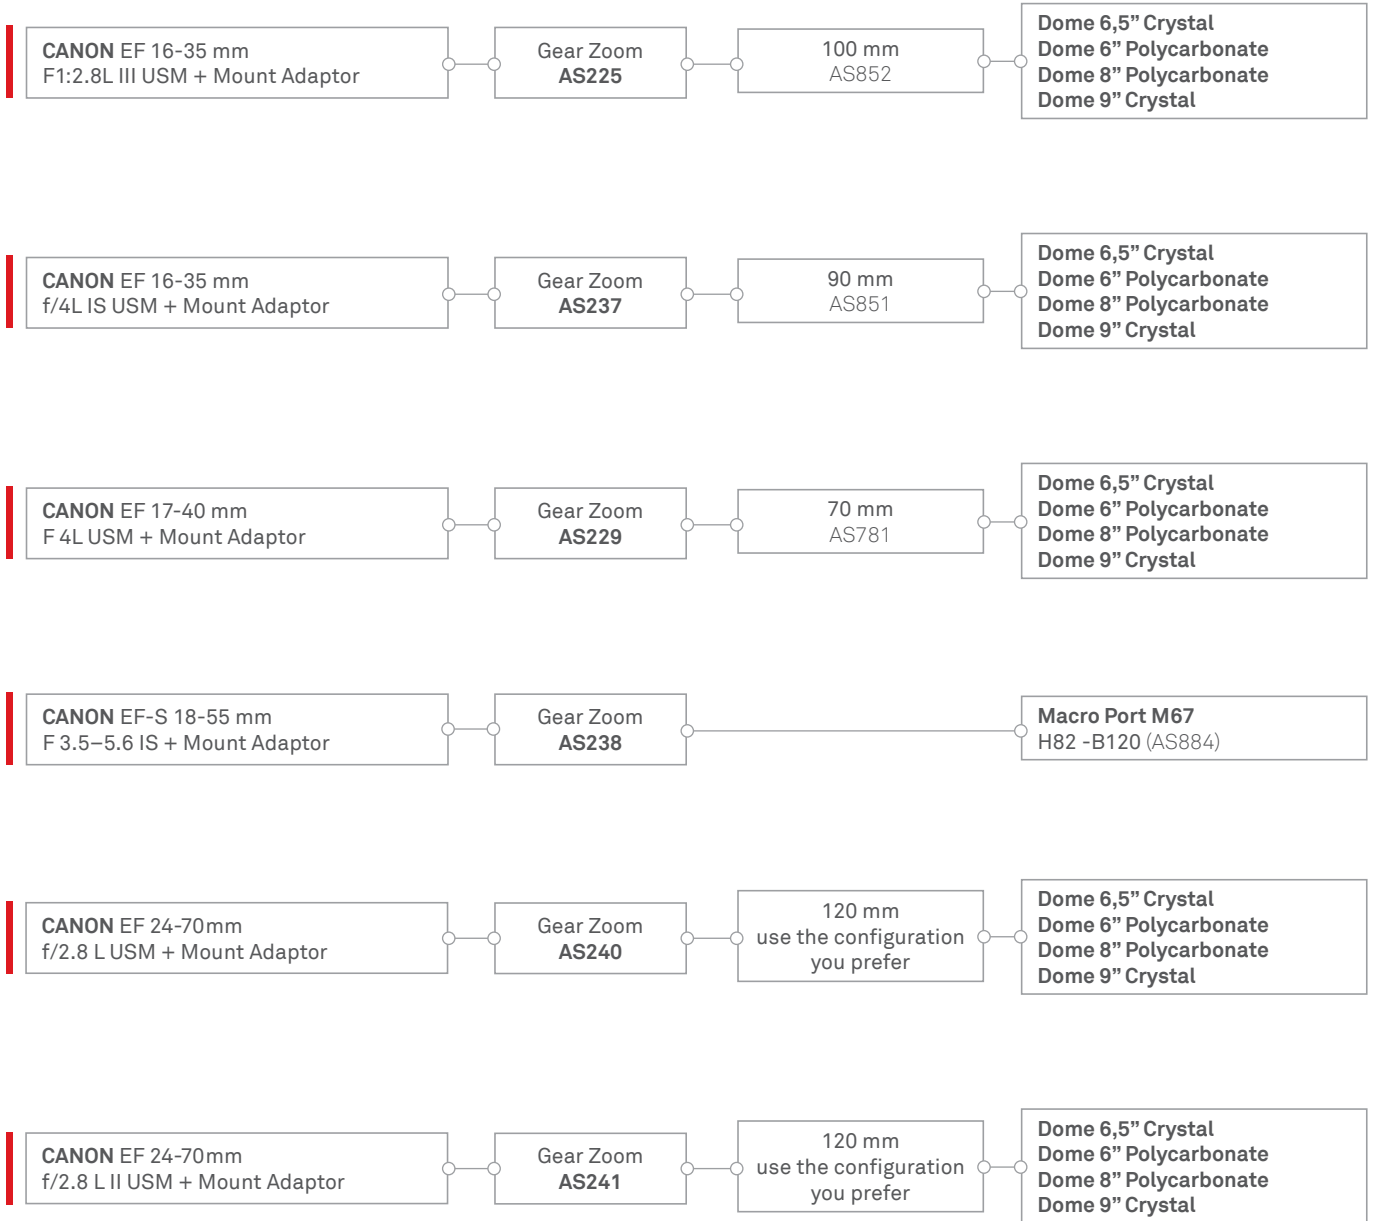 CANON EF 16-35 mm
F1:2.8L III USM + Mount Adaptor
Gear Zoom
AS225
100 mm
AS852
Dome 6,5” Crystal
Dome 6” Polycarbonate
Dome 8” Polycarbonate
Dome 9” Crystal
CANON EF 16-35 mm
f/4L IS USM + Mount Adaptor
Gear Zoom
AS237
90 mm
AS851
Dome 6,5” Crystal
Dome 6” Polycarbonate
Dome 8” Polycarbonate
Dome 9” Crystal
CANON EF 17-40 mm
F 4L USM + Mount Adaptor
Gear Zoom
AS229
70 mm
AS781
Dome 6,5” Crystal
Dome 6” Polycarbonate
Dome 8” Polycarbonate
Dome 9” Crystal
CANON EF-S 18-55 mm
F 3.5–5.6 IS + Mount Adaptor
Gear Zoom
AS238
Macro Port M67
H82 -B120 (AS884)
CANON EF 24-70mm
f/2.8 L USM + Mount Adaptor
Gear Zoom
AS240
120 mm
use the configuration
you prefer
Dome 6,5” Crystal
Dome 6” Polycarbonate
Dome 8” Polycarbonate
Dome 9” Crystal
CANON EF 24-70mm
f/2.8 L II USM + Mount Adaptor
Gear Zoom
AS241
120 mm
use the configuration
you prefer
Dome 6,5” Crystal
Dome 6” Polycarbonate
Dome 8” Polycarbonate
Dome 9” Crystal